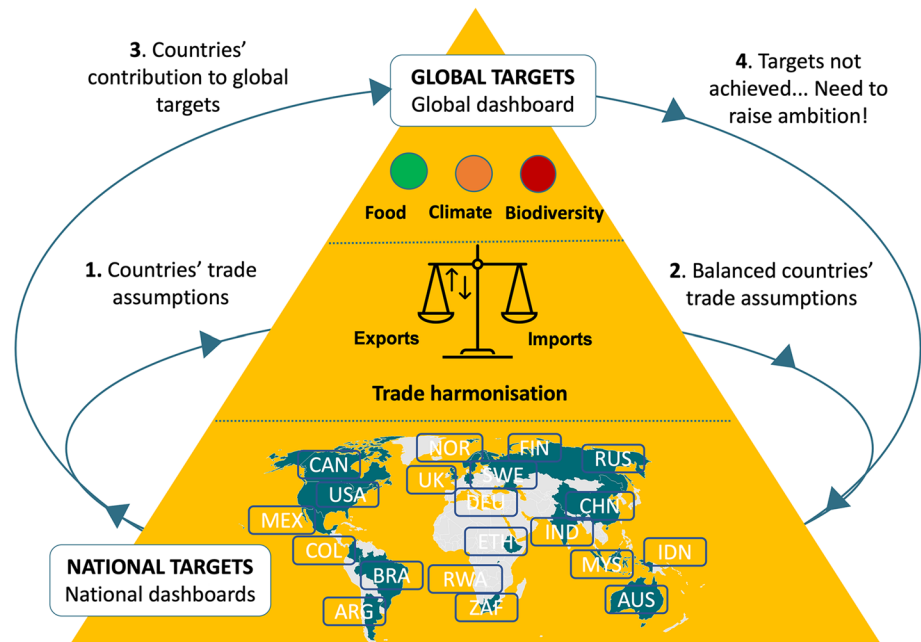 3. Countries'
contribution to global
targets
GLOBAL TARGETS
Global dashboard
4. Targets not
achieved... Need to
raise ambition!
Food
Climate
Biodiversity
1. Countries' trade
assumptions
2. Balanced countries'
trade assumptions
Exports
Imports
Trade harmonisation
NOR
FIN
CAN
UK
SWE
RUS
USA
DEU
CHN
MEX
IND
COL
ETH
MYS
IDN
BRA
RWA
ARG
ZAF
AUS
NATIONAL TARGETS
National dashboards